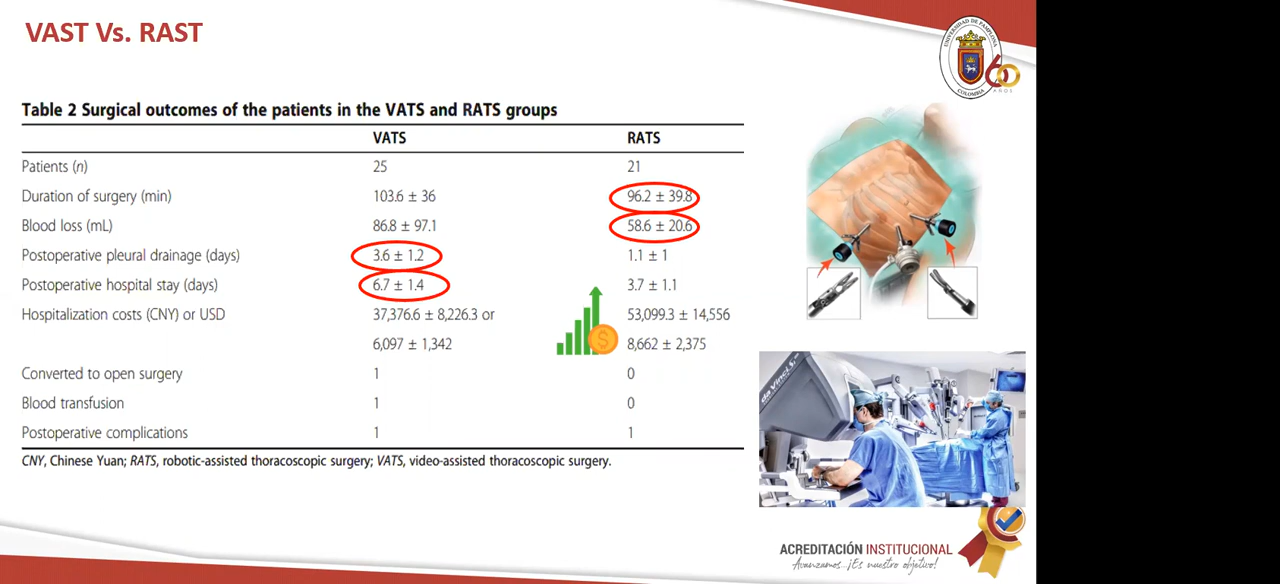 VAST Vs. RAST
UNIVERSIDAD DE PAMPLONA
COLOMBIA
60
AÑOS
Table 2 Surgical outcomes of the patients in the VATS and RATS groups
VATS RATS
Patients (n) 25 21
Duration of surgery (min) 103.6 ± 36 96.2 ± 39.8
Blood loss (mL) 86.8 ± 97.1 58.6 ± 20.6
Postoperative pleural drainage (days) 3.6 ± 1.2 1.1 ± 1
Postoperative hospital stay (days) 6.7 ± 1.4 3.7 ± 1.1
Hospitalization costs (CNY) or USD 37,376.6 ± 8,226.3 or 53,099.3 ± 14,556
6,097 ± 1,342 8,662 ± 2,375
Converted to open surgery 1 0
Blood transfusion 1 0
Postoperative complications 1 1
CNY, Chinese Yuan; RATS, robotic-assisted thoracoscopic surgery; VATS, video-assisted thoracoscopic surgery.
$
daVinci.S.
ACREDITACIÓN INSTITUCIONAL
Avanzamos...¡Es nuestro objetivo!